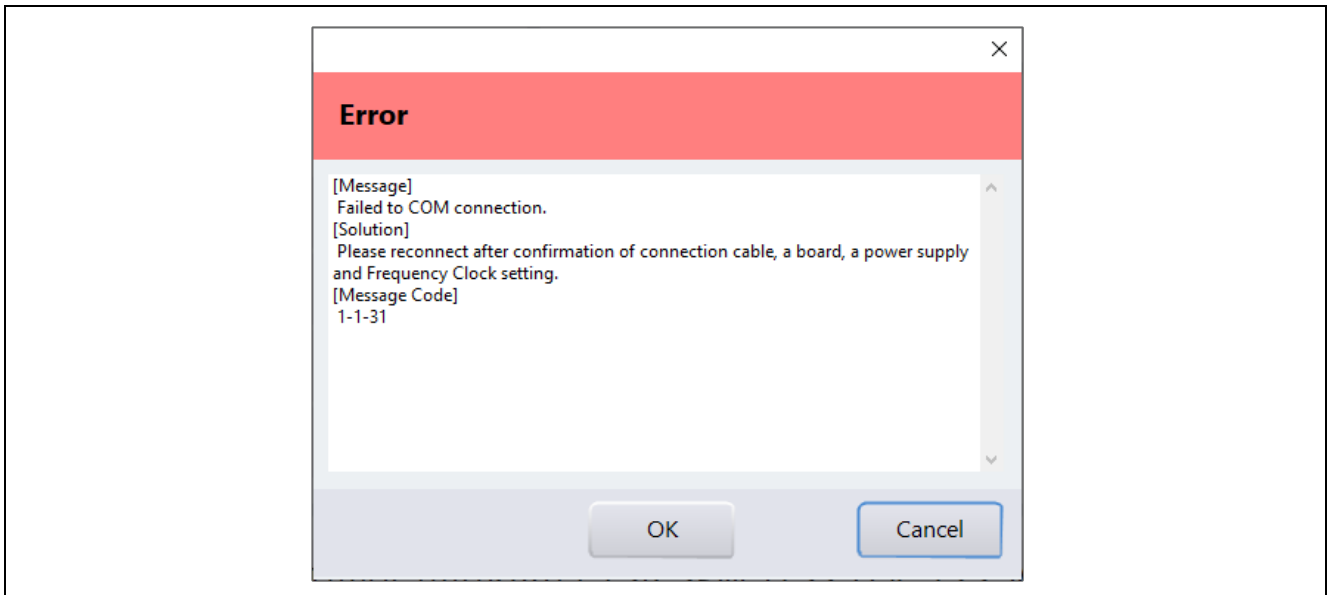 Error
[Message]
Failed to COM connection.
[Solution]
Please reconnect after confirmation of connection cable, a board, a power supply
and Frequency Clock setting.
[Message Code]
1-1-31
OK
Cancel